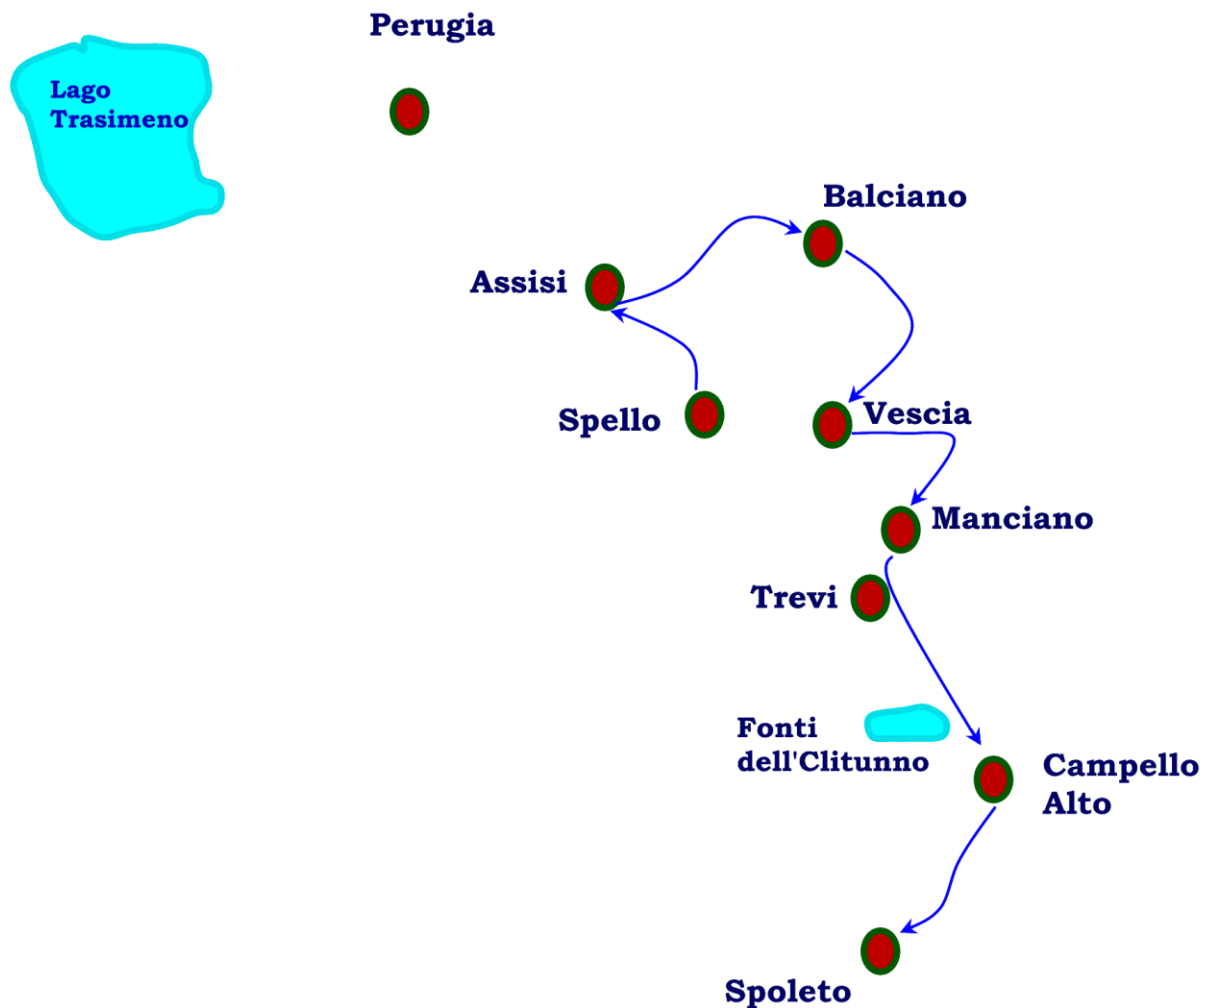 Perugia
Lago
Trasimeno
Balciano
Assisi
Spello
Vescia
Manciano
Trevi
Fonti
dell'Clitunno
Campello
Alto
Spoleto